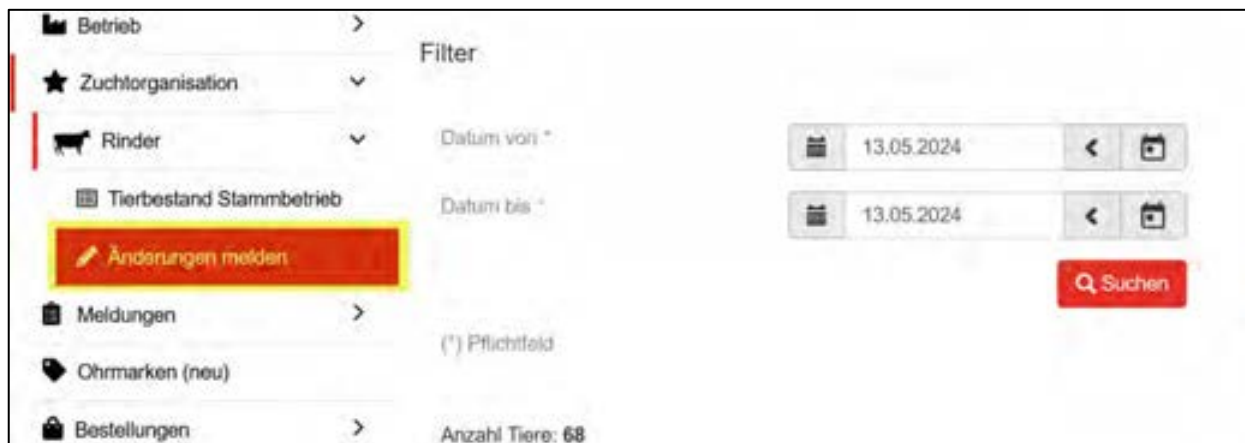 Betrieb
Zuchtorganisation
Rinder
Tierbestand Stammbetrieb
Änderungen melden
Meldungen
Ohrmarken (neu)
Bestellungen
Filter
Datum von *
13.05.2024
Datum bis *
13.05.2024
Suchen
(*) Pflichtfeld
Anzahl Tiere: 68